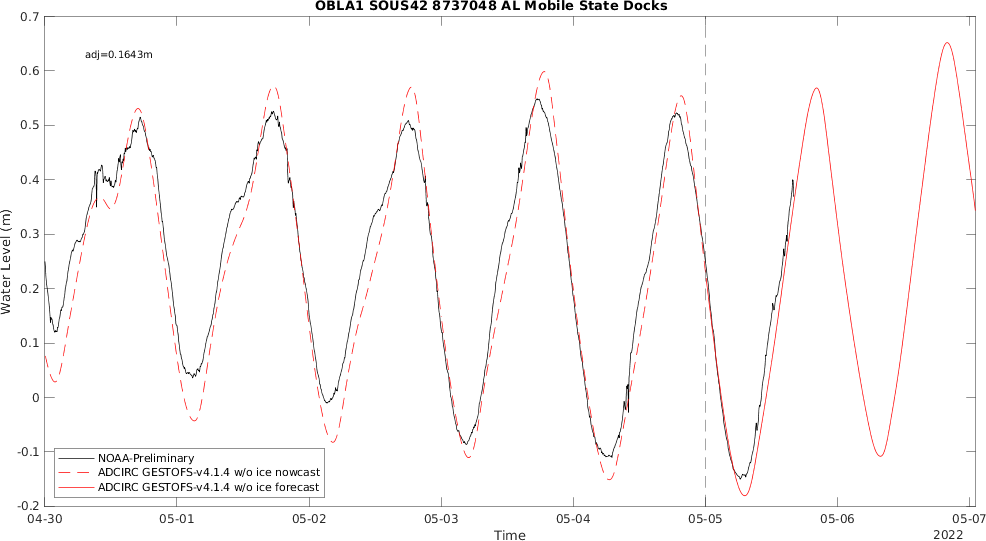 OBLA1 SOUS42 8737048 AL Mobile State Docks
adj=0.1643m
0.7
0.6
0.5
0.4
0.3
0.2
0.1
0
-0.1
-0.2
Water Level (m)
NOAA-Preliminary
ADCIRC GESTOFS-v4.1.4 w/o ice nowcast
ADCIRC GESTOFS-v4.1.4 w/o ice forecast
04-30 05-01 05-02 05-03 05-04 05-05 05-06 05-07
Time
2022